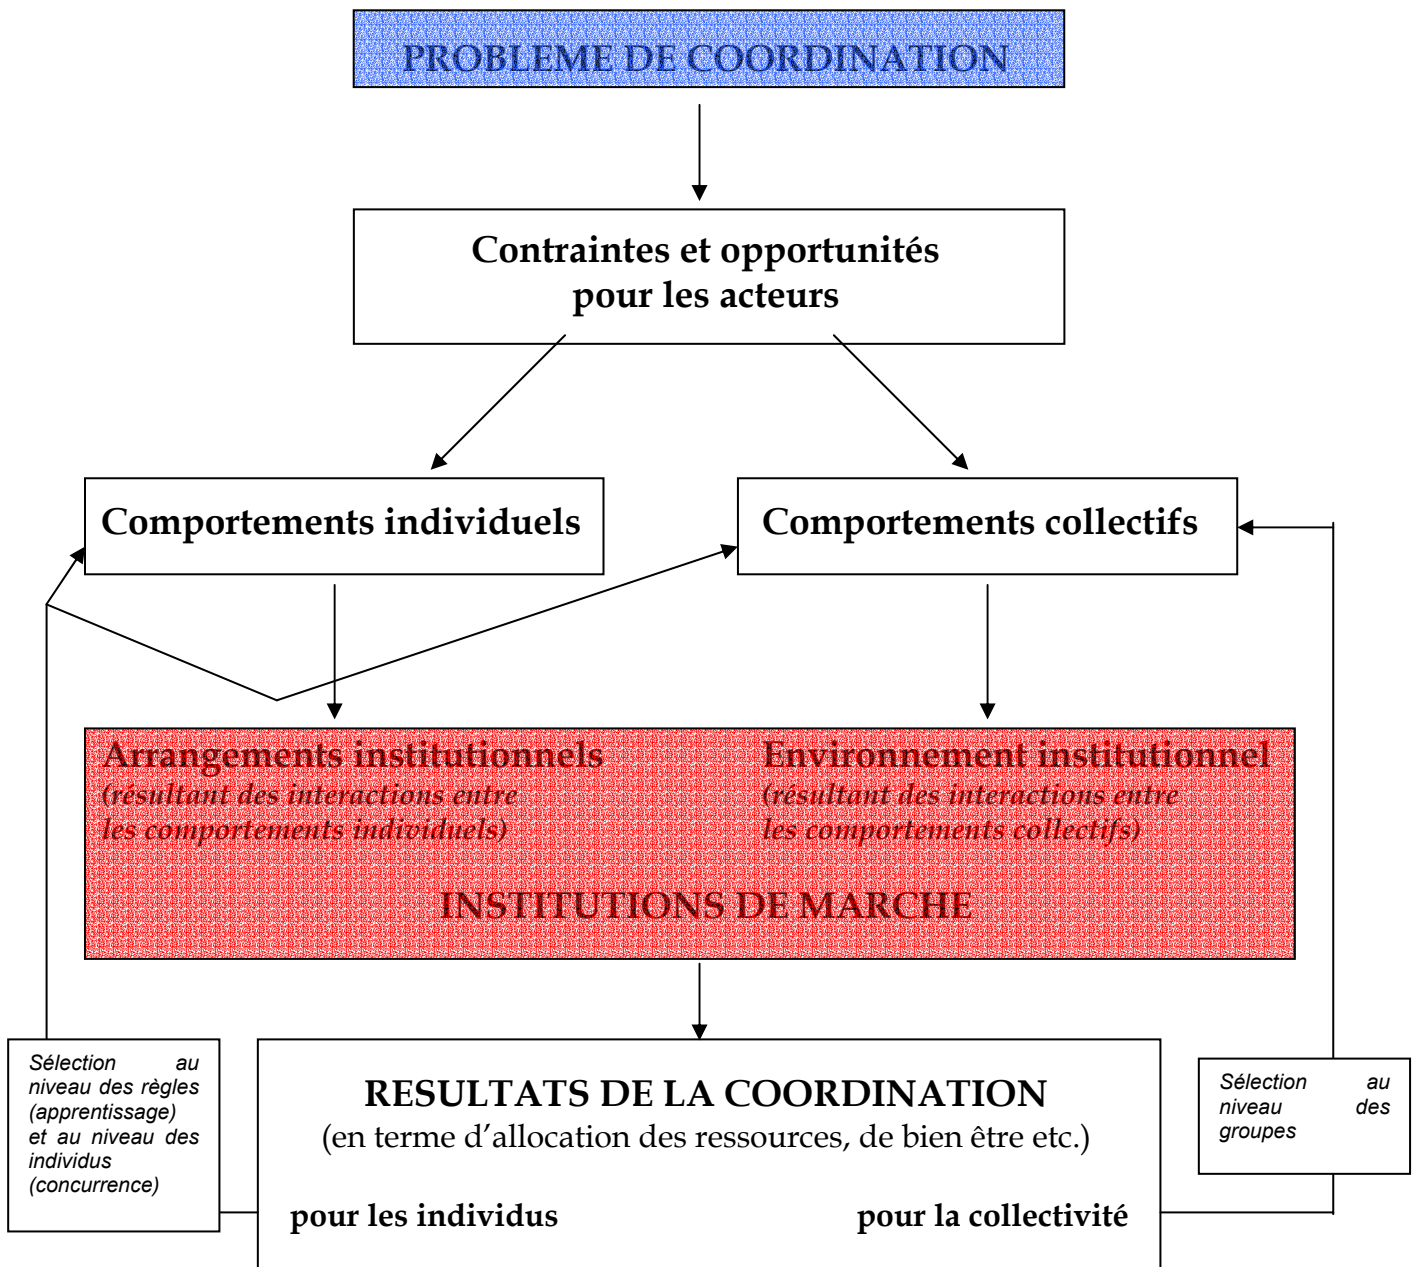 PROBLEME DE COORDINATION
Contraintes et opportunités
pour les acteurs
Comportements individuels
Comportements collectifs
Arrangements institutionnels
(résultant des interactions entre
les comportements individuels)
Environnement institutionnel
(résultant des interactions entre
les comportements collectifs)
INSTITUTIONS DE MARCHE
Sélection au
niveau des règles
(apprentissage)
et au niveau des
individus
(concurrence)
RESULTATS DE LA COORDINATION
(en terme d’allocation des ressources, de bien être etc.)
pour les individus
pour la collectivité
Sélection au
niveau des
groupes